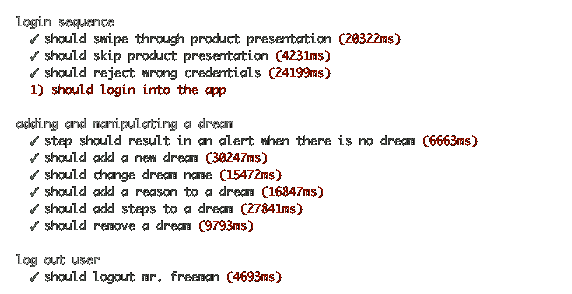 login sequence
✓ should swipe through product presentation (20322ms)
✓ should skip product presentation (4231ms)
✓ should reject wrong credentials (24199ms)
1) should login into the app
adding and manipulating a dream
✓ step should result in an alert when there is no dream (6663ms)
✓ should add a new dream (30247ms)
✓ should change dream name (15472ms)
✓ should add a reason to a dream (16847ms)
✓ should add steps to a dream (27841ms)
✓ should remove a dream (9793ms)
log out user
✓ should logout mr. freeman (4693ms)